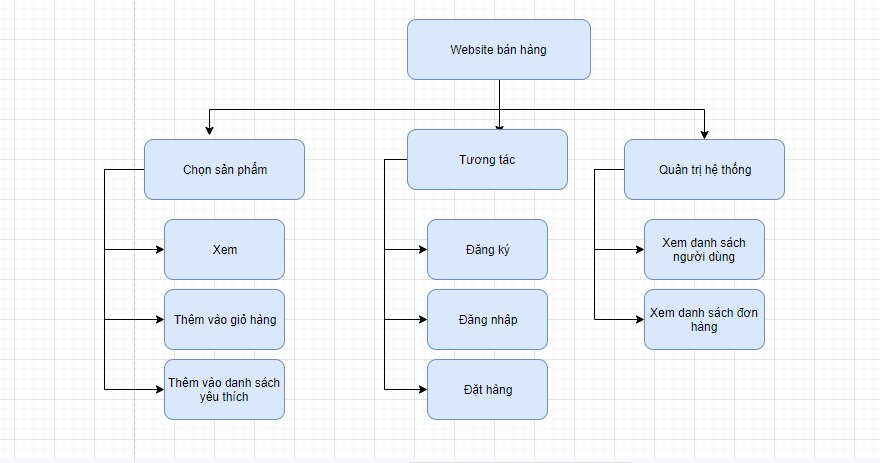 Website bán hàng
Chọn sản phẩm
Tương tác
Quản trị hệ thống
Xem
Thêm vào giỏ hàng
Thêm vào danh sách
yêu thích
Đăng ký
Đăng nhập
Đặt hàng
Xem danh sách
người dùng
Xem danh sách đơn
hàng